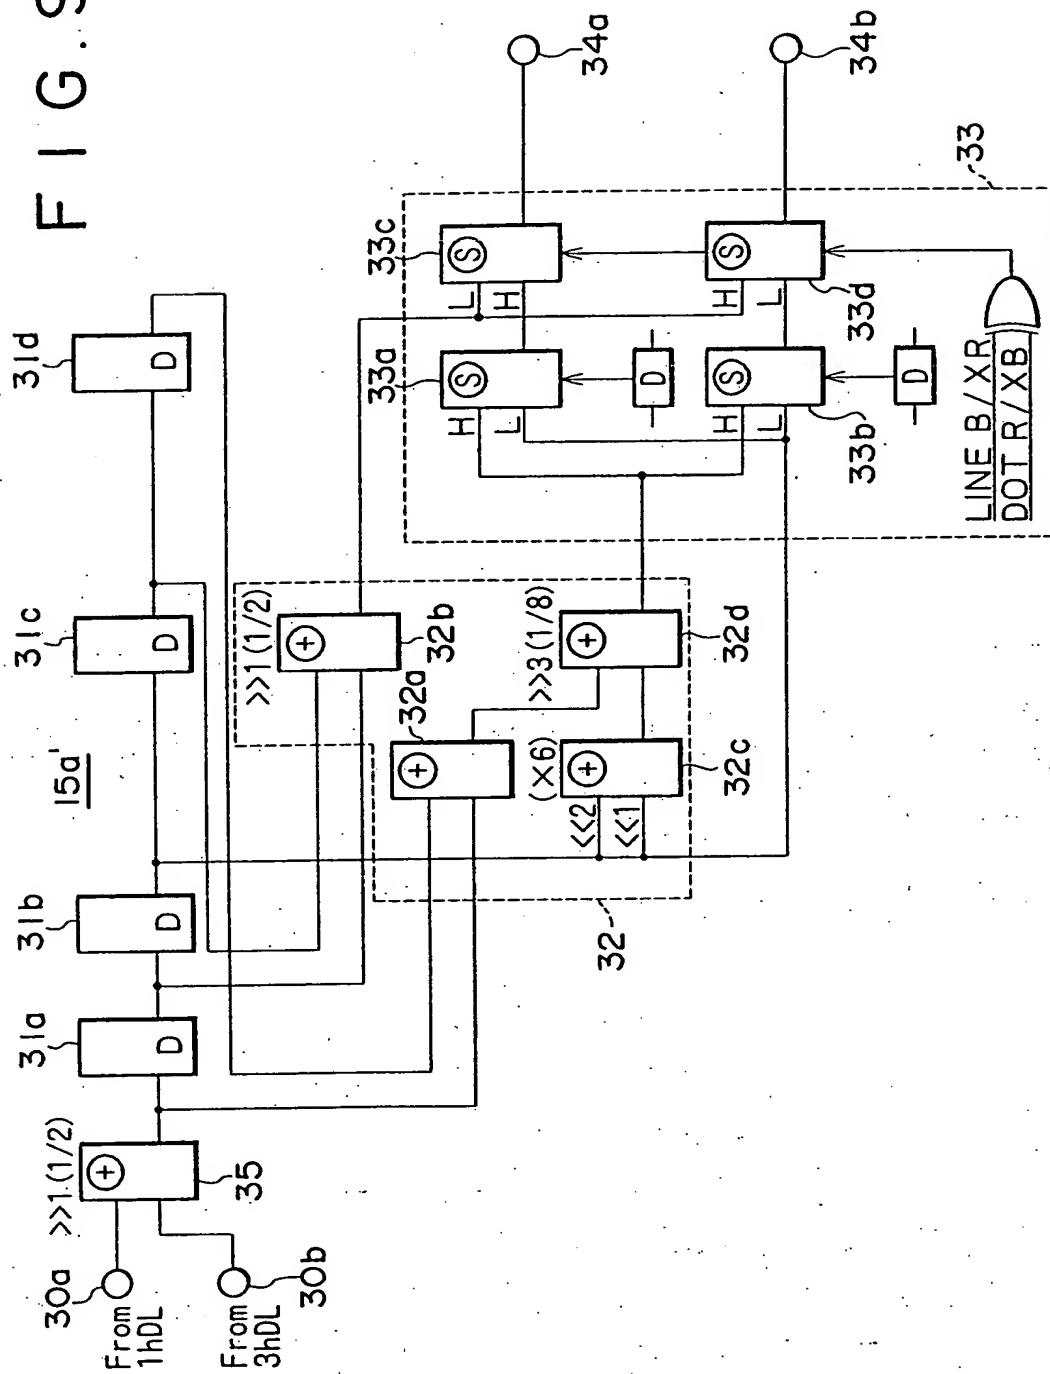 FIG. 9
15a'
31a
D
31b
D
31c
D
31d
D
>>1 (1/2)
+
35
30a
From
1hDL
30b
From
3hDL
>>1 (1/2)
+
32b
32a
+
(×6)
+
<<2
<<1
32c
>>3 (1/8)
+
32d
32
33a
S
H
L
33c
S
L
H
D
33b
S
H
L
33d
S
H
L
D
LINE B/XR
DOT R/XB
33
34a
34b